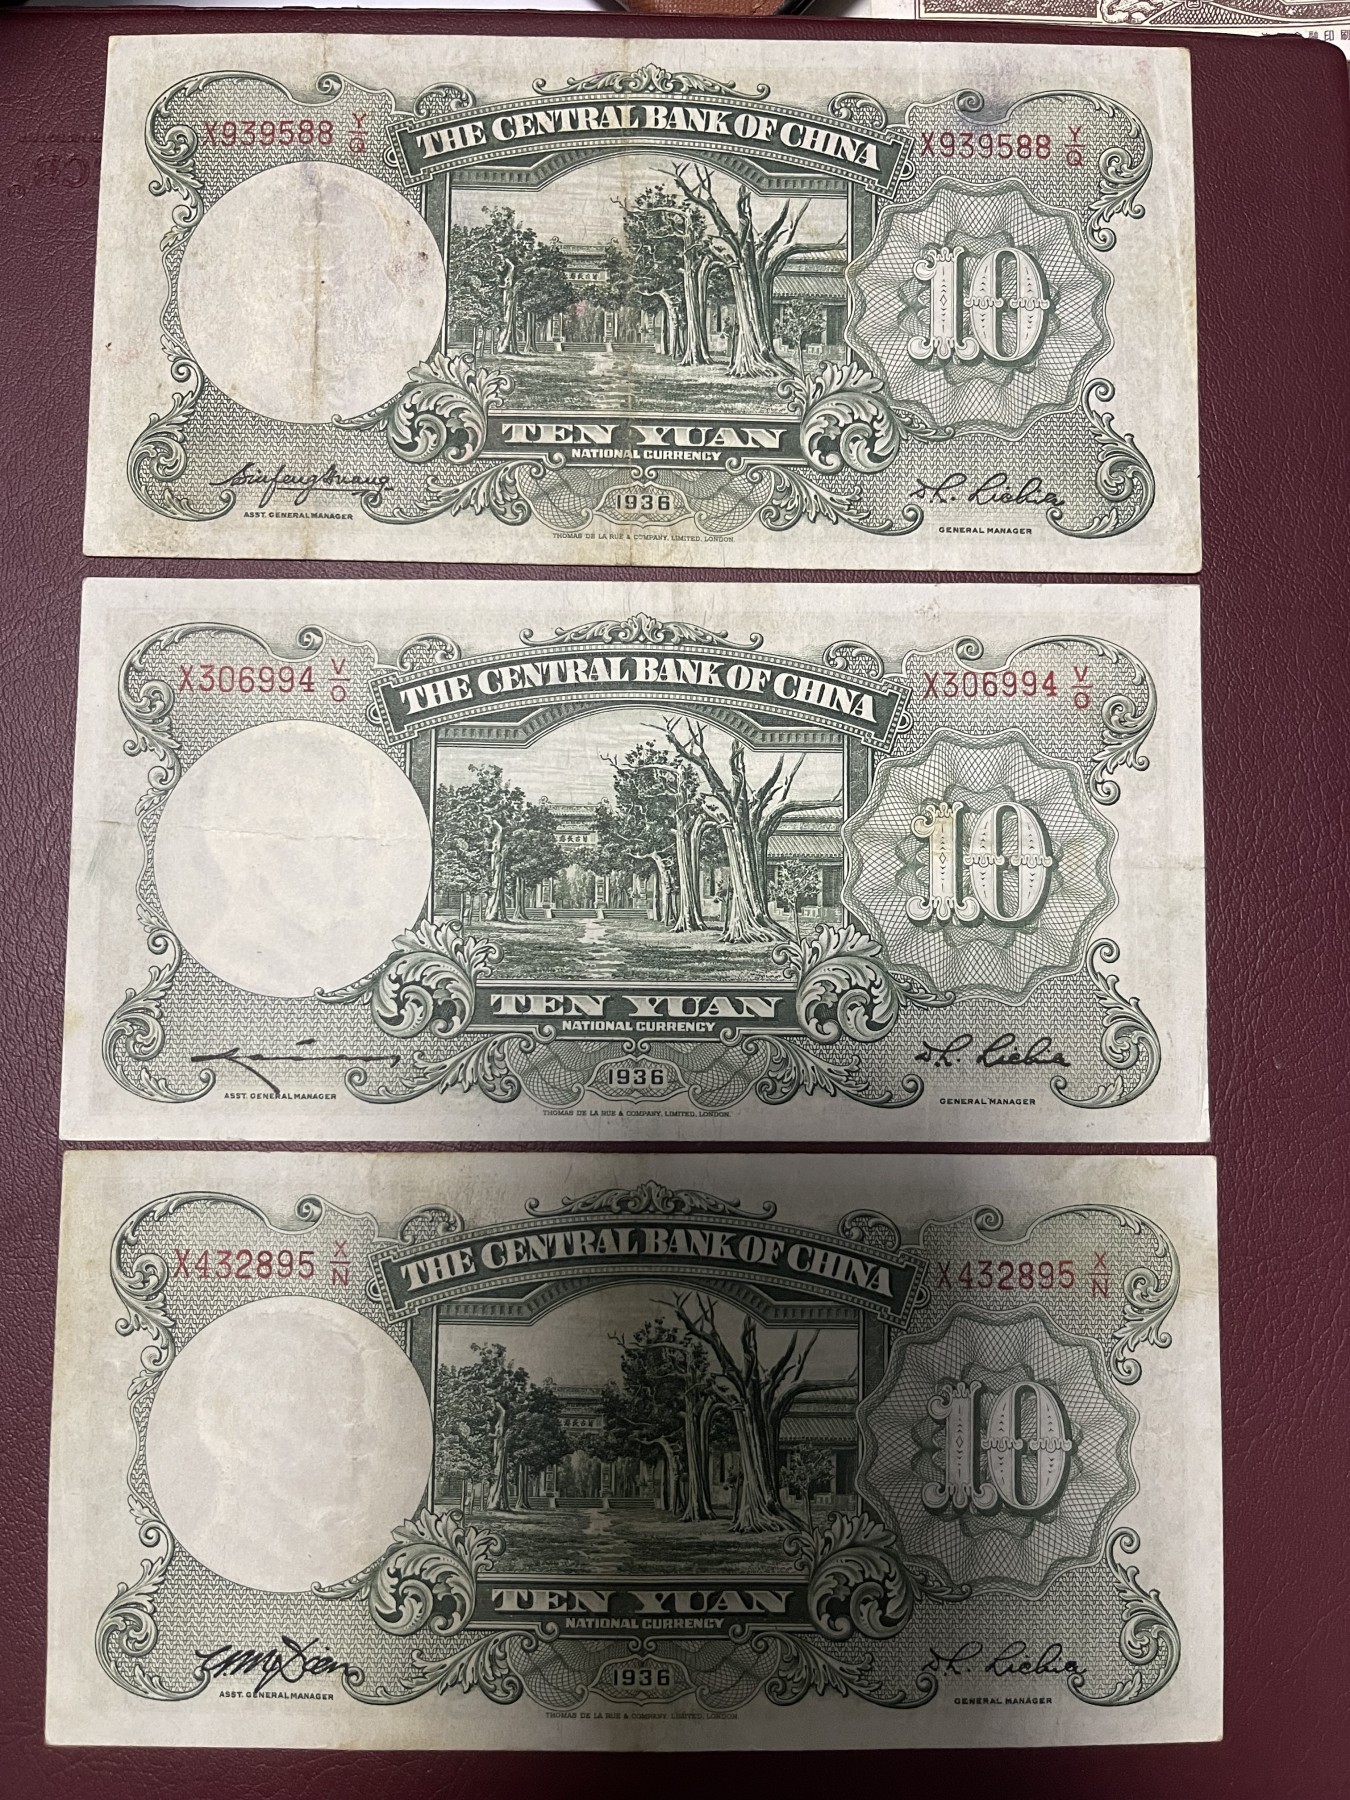 THE CENTRAL BANK OF CHINA
X939588 Y/Q
X939588 Y/Q
10
TEN YUAN
NATIONAL CURRENCY
1936
ASST. GENERAL MANAGER
GENERAL MANAGER
THOMAS DE LA RUE & COMPANY, LIMITED, LONDON.
THE CENTRAL BANK OF CHINA
X306994 V/O
X306994 V/O
10
TEN YUAN
NATIONAL CURRENCY
1936
ASST. GENERAL MANAGER
GENERAL MANAGER
THOMAS DE LA RUE & COMPANY, LIMITED, LONDON.
THE CENTRAL BANK OF CHINA
X432895 X/N
X432895 X/N
10
TEN YUAN
NATIONAL CURRENCY
1936
ASST. GENERAL MANAGER
GENERAL MANAGER
THOMAS DE LA RUE & COMPANY, LIMITED, LONDON.